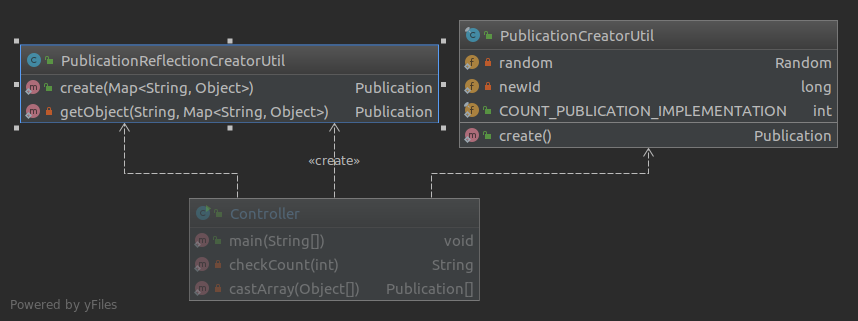 PublicationReflectionCreatorUtil
create(Map<String, Object>) Publication
getObject(String, Map<String, Object>) Publication
PublicationCreatorUtil
random Random
newId long
COUNT_PUBLICATION_IMPLEMENTATION int
create() Publication
«create»
Controller
main(String[]) void
checkCount(int) String
castArray(Object[]) Publication[]
Powered by yFiles